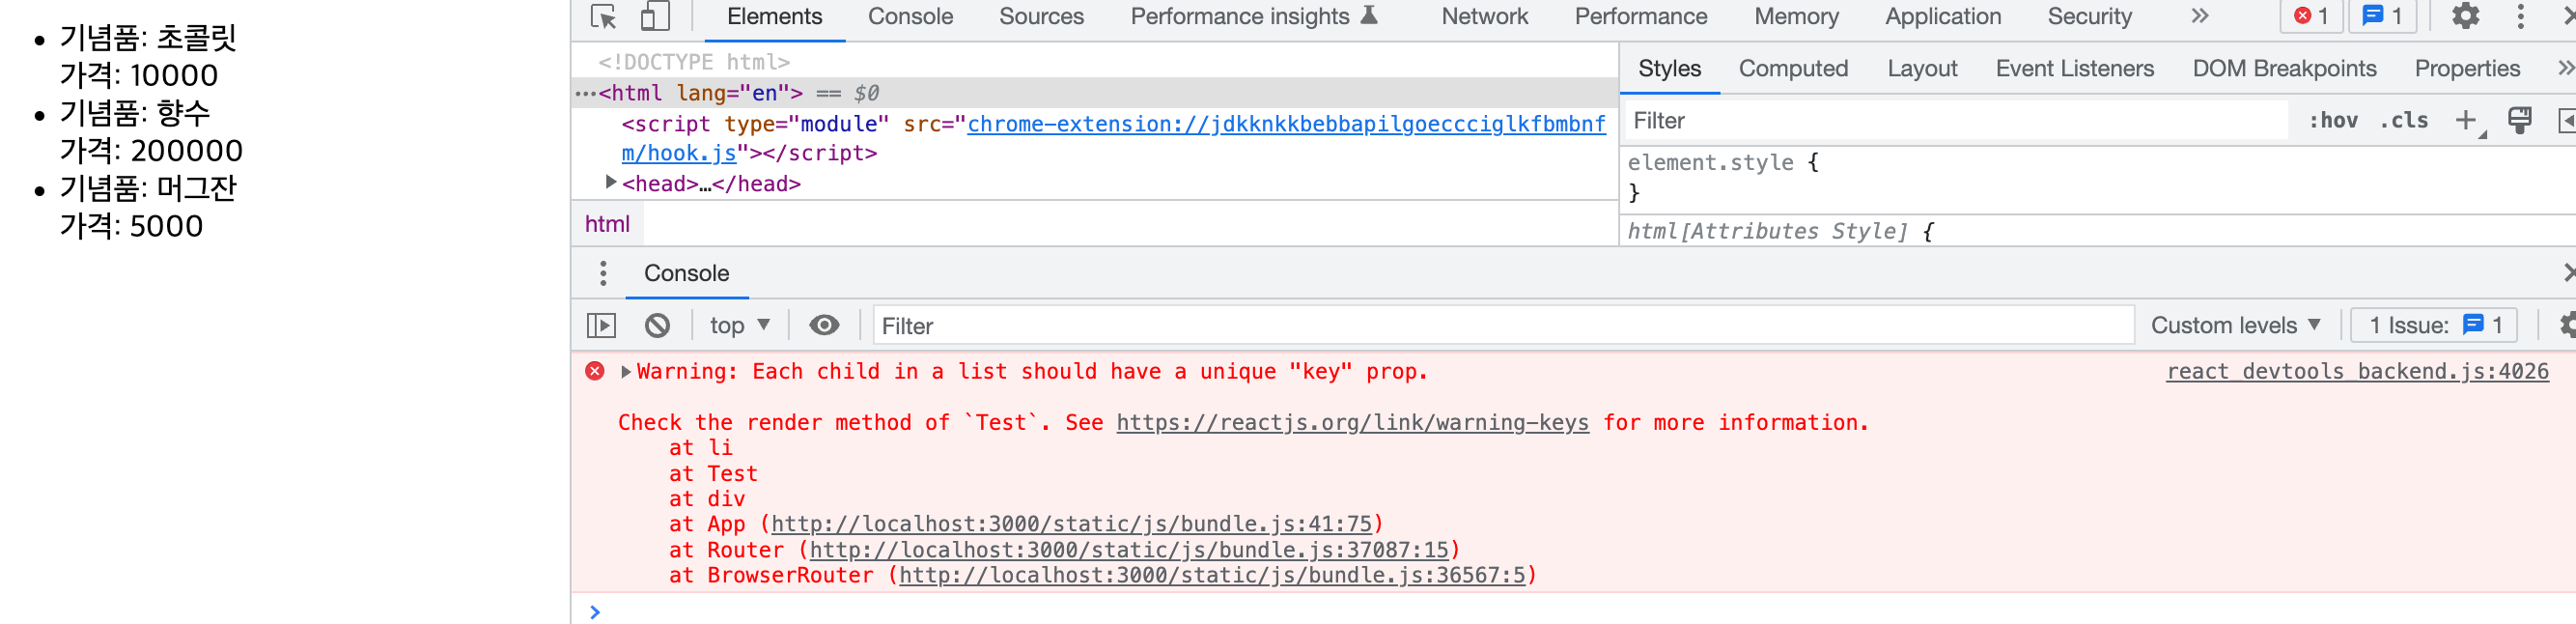 기념품: 초콜릿
가격: 10000
기념품: 향수
가격: 200000
기념품: 머그잔
가격: 5000
Elements Console Sources Performance insights Network Performance Memory Application Security » 1 1
<!DOCTYPE html>
…<html lang="en"> == $0
<script type="module" src="chrome-extension://jdkknkkbebbapilgoeccciglkfbmbnf
m/hook.js"></script>
<head>…</head>
html
Styles Computed Layout Event Listeners DOM Breakpoints Properties »
Filter :hov .cls +
element.style {
}
html[Attributes Style] {
Console
top Filter Custom levels 1 Issue: 1
Warning: Each child in a list should have a unique "key" prop. react_devtools_backend.js:4026
Check the render method of `Test`. See https://reactjs.org/link/warning-keys for more information.
at li
at Test
at div
at App (http://localhost:3000/static/js/bundle.js:41:75)
at Router (http://localhost:3000/static/js/bundle.js:37087:15)
at BrowserRouter (http://localhost:3000/static/js/bundle.js:36567:5)